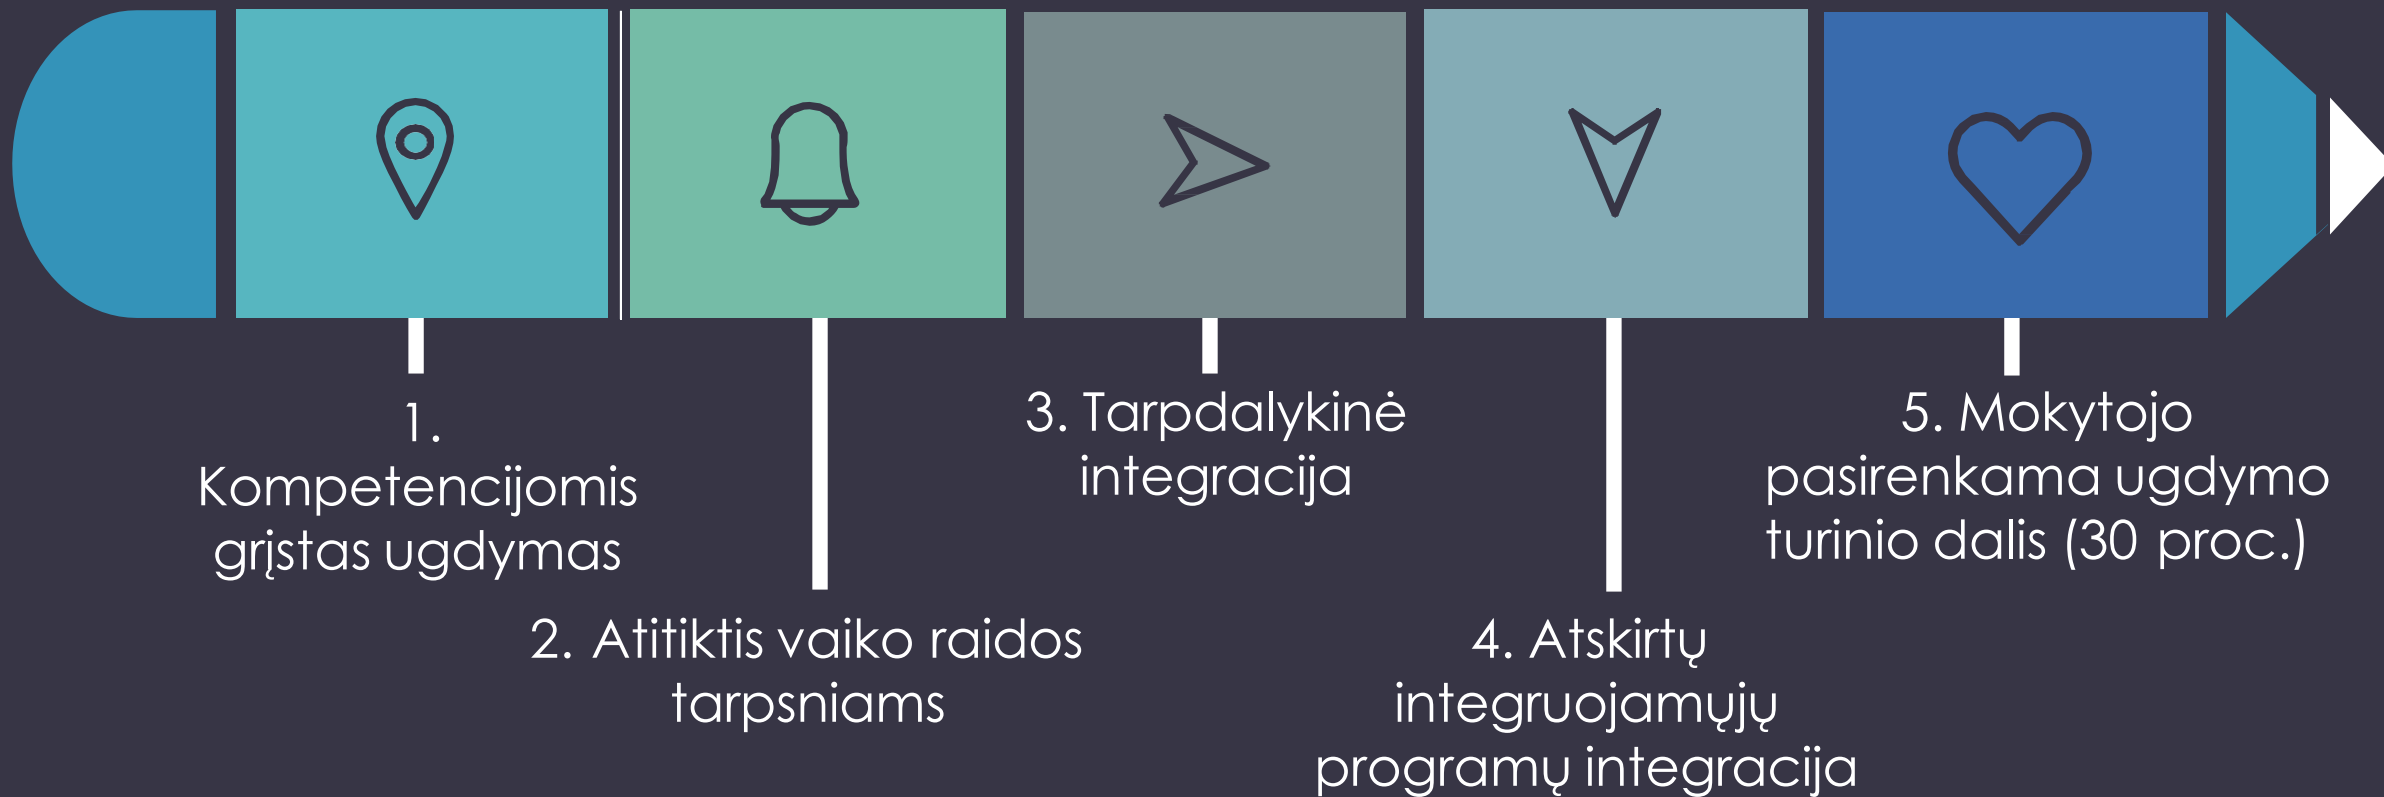 1.
Kompetencijomis
grįstas ugdymas
2. Atitiktis vaiko raidos
tarpsniams
3. Tarpdalykinė
integracija
4. Atskirtų
integruojamųjų
programų integracija
5. Mokytojo
pasirenkama ugdymo
turinio dalis (30 proc.)